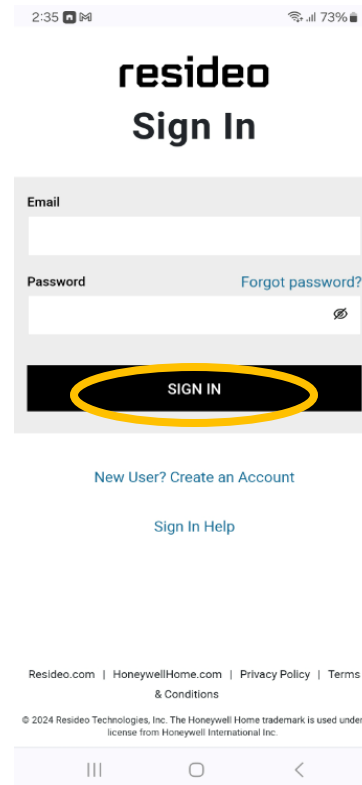 2:35 73%
resideo
Sign In
Email
Password Forgot password?
SIGN IN
New User? Create an Account
Sign In Help
Resideo.com | HoneywellHome.com | Privacy Policy | Terms
& Conditions
© 2024 Resideo Technologies, Inc. The Honeywell Home trademark is used under
license from Honeywell International Inc.